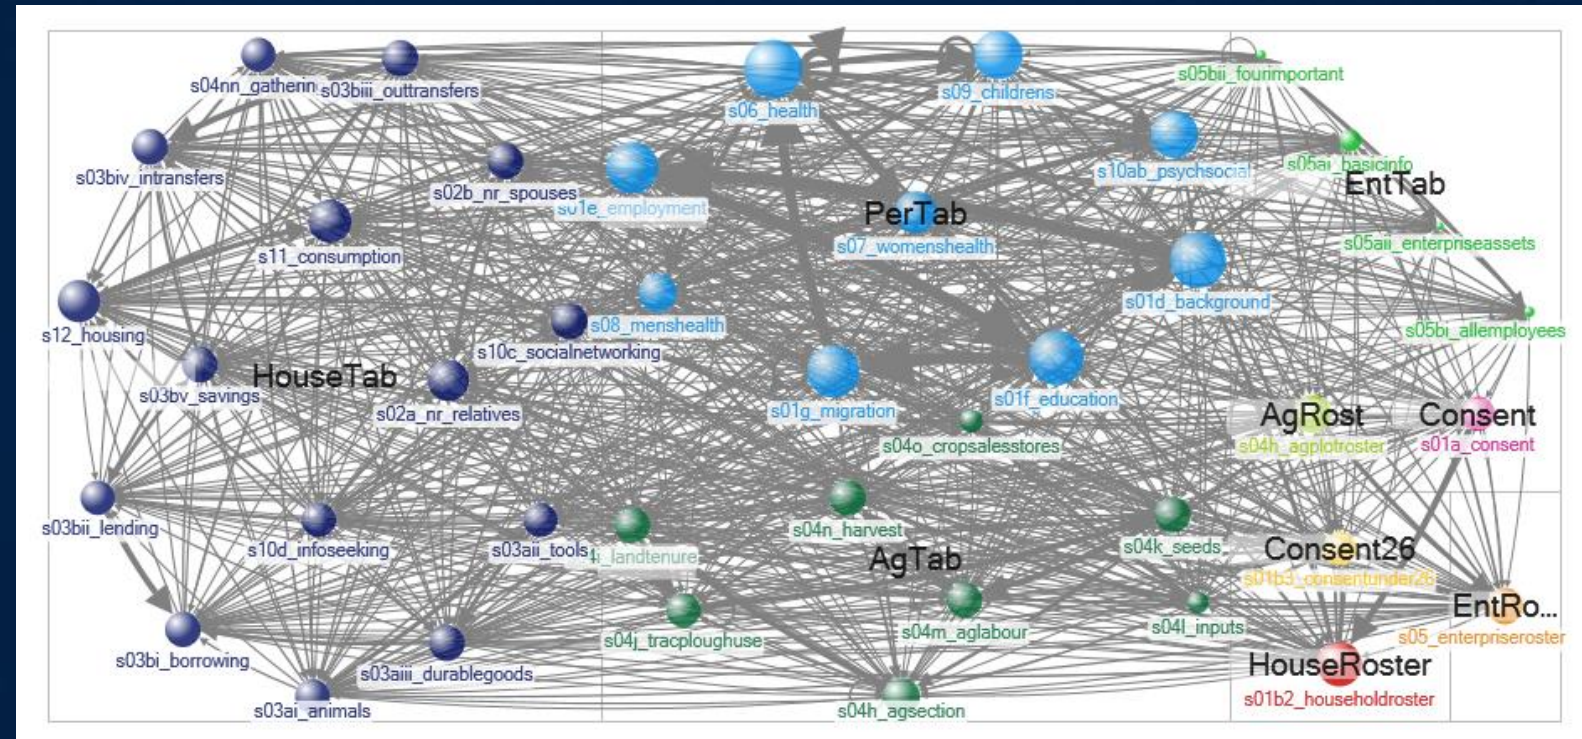 s04nn_gatherin
s03biii_outtransfers
s06_health
s09_childrens
s05bii_fourimportant
s03biv_intransfers
s02b_nr_spouses
s01e_employment
s10ab_psychsocial
s05ai_basicinfo
EntTab
PerTab
s07_womenshealth
s05aii_enterpriseassets
s11_consumption
s01d_background
s12_housing
s08_menshealth
s10c_socialnetworking
s05bi_allemployees
HouseTab
s03bv_savings
s02a_nr_relatives
s01g_migration
s01f_education
AgRost
s04h_agplotroster
Consent
s01a_consent
s04o_cropsalesstores
s03bii_lending
s10d_infoseeking
s03aii_tools
4i_landtenure
s04n_harvest
AgTab
s04k_seeds
Consent26
s01b3_consentunder26
s03bi_borrowing
s03aiii_durablegoods
s04j_tracploughuse
s04m_aglabour
s04l_inputs
EntRo...
s05_enterpriseroster
HouseRoster
s01b2_householdroster
s03ai_animals
s04h_agsection